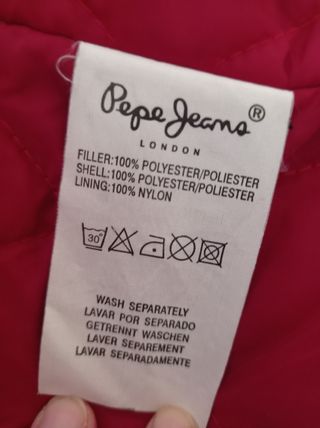 Pepe Jeans®
LONDON
FILLER:100% POLYESTER/POLIESTER
SHELL:100% POLYESTER/POLIESTER
LINING:100% NYLON
30°
WASH SEPARATELY
LAVAR POR SEPARADO
GETRENNT WASCHEN
LAVER SEPAREMENT
LAVAR SEPARADAMENTE